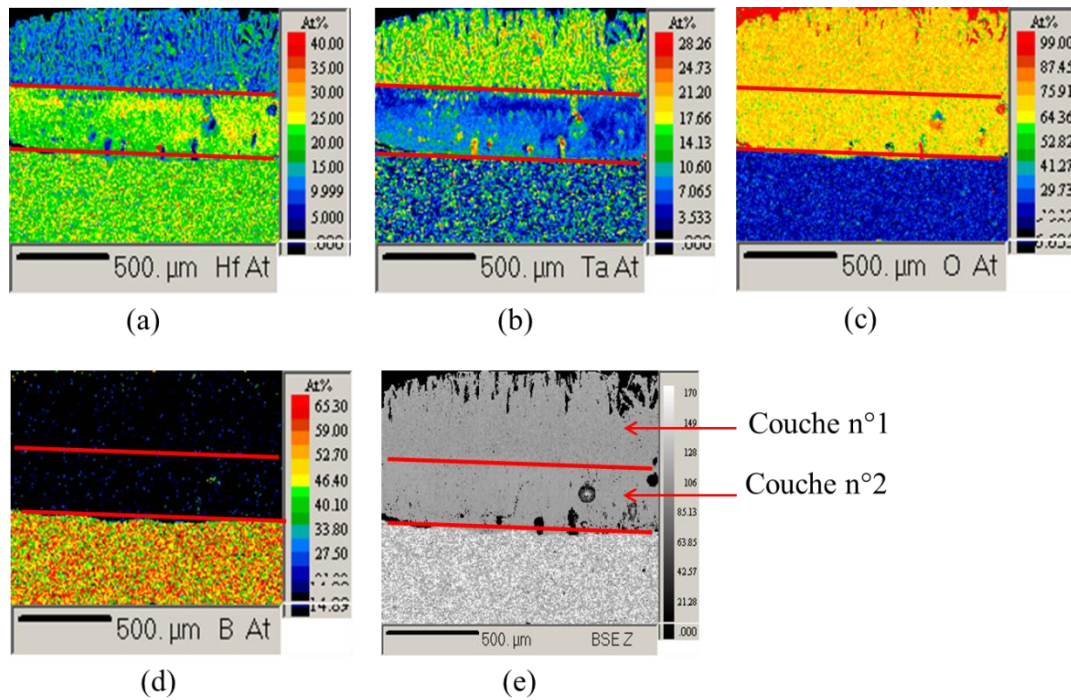 At%
40.00
35.00
30.00
25.00
20.00
15.00
9.999
5.000
.000
500. µm Hf At
(a)
At%
28.26
24.73
21.20
17.66
14.13
10.60
7.065
3.533
.000
500. µm Ta At
(b)
At%
99.00
87.45
75.91
64.36
52.82
41.27
29.73
500. µm O At
(c)
At%
65.30
59.00
52.70
46.40
40.10
33.80
27.50
14.89
500. µm B At
(d)
170
149
128
106
85.13
63.85
42.57
21.28
.000
500. µm BSE Z
(e)
Couche n°1
Couche n°2